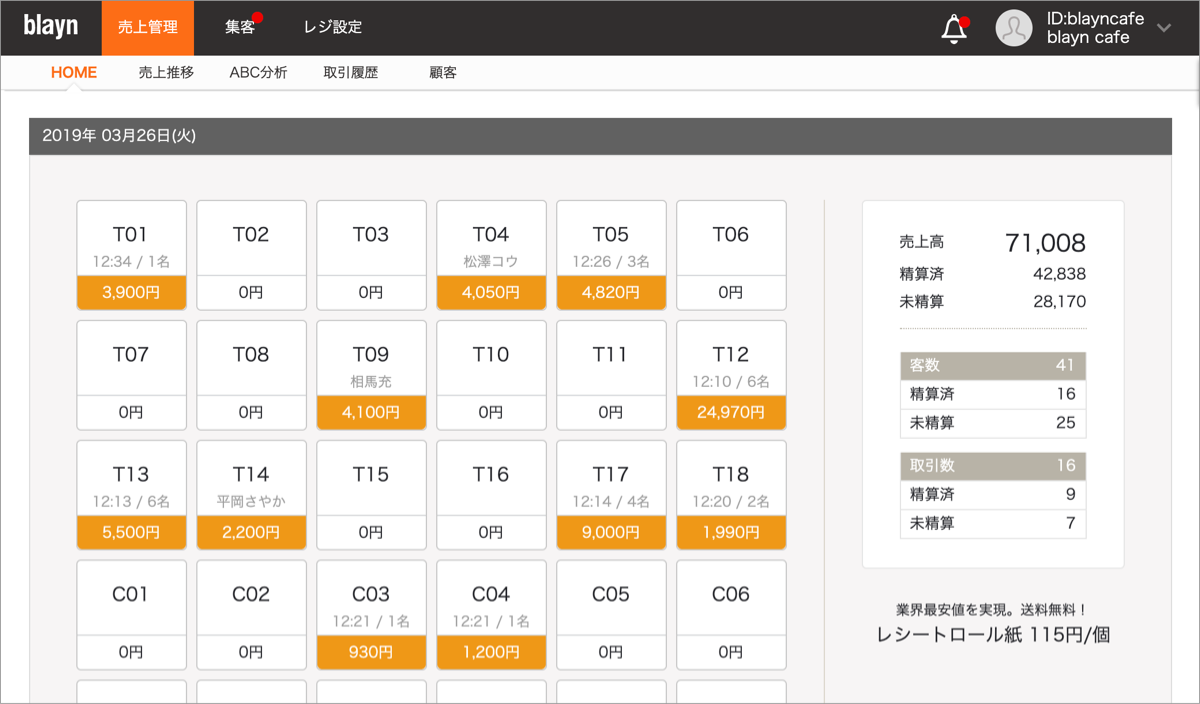 blayn
売上管理
集客
レジ設定
ID:blayncafe
blayn cafe
HOME
売上推移
ABC分析
取引履歴
顧客
2019年 03月26日(火)
T01
12:34 / 1名
3,900円
T02
0円
T03
0円
T04
松澤コウ
4,050円
T05
12:26 / 3名
4,820円
T06
0円
T07
0円
T08
0円
T09
相馬充
4,100円
T10
0円
T11
0円
T12
12:10 / 6名
24,970円
T13
12:13 / 6名
5,500円
T14
平岡さやか
2,200円
T15
0円
T16
0円
T17
12:14 / 4名
9,000円
T18
12:20 / 2名
1,990円
C01
0円
C02
0円
C03
12:21 / 1名
930円
C04
12:21 / 1名
1,200円
C05
0円
C06
0円
売上高 71,008
精算済 42,838
未精算 28,170
客数 41
精算済 16
未精算 25
取引数 16
精算済 9
未精算 7
業界最安値を実現。送料無料！
レシートロール紙 115円/個